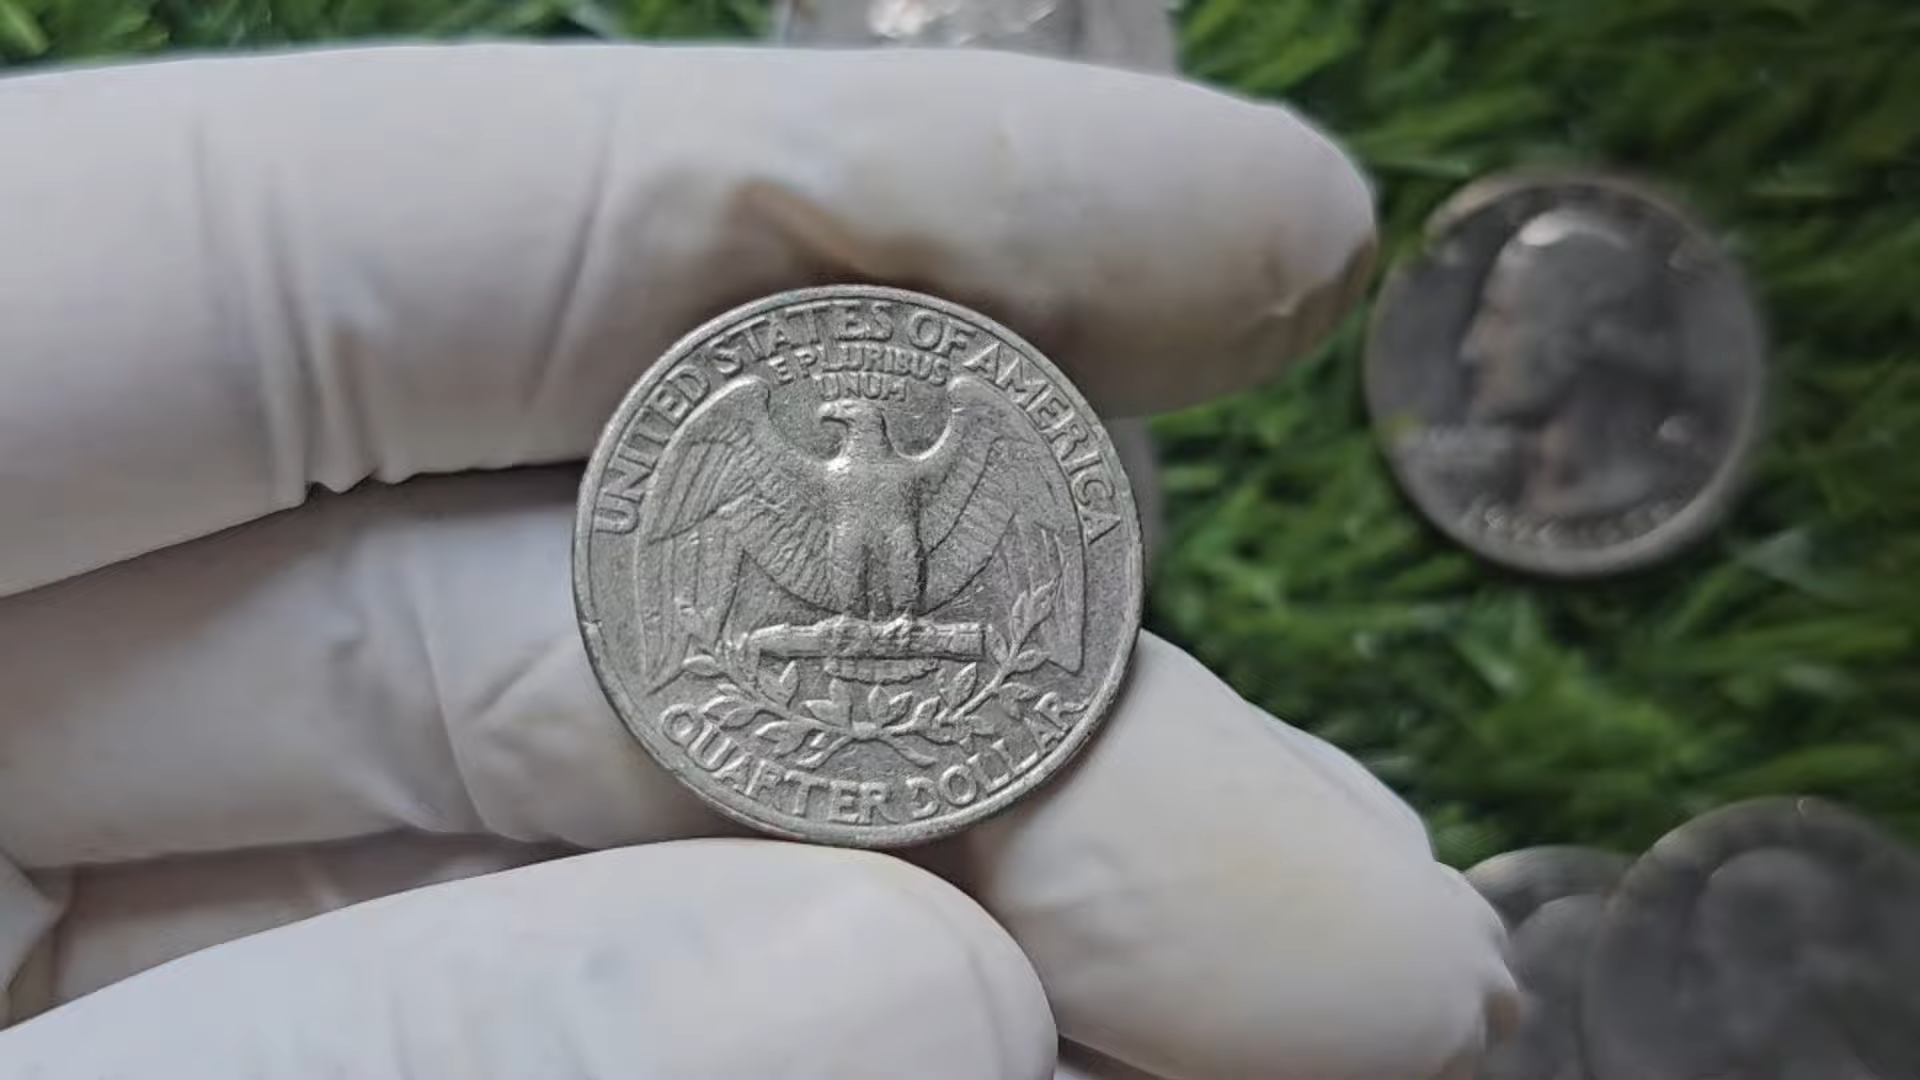 UNITED STATES OF AMERICA
E PLURIBUS
UNUM
QUARTER DOLLAR